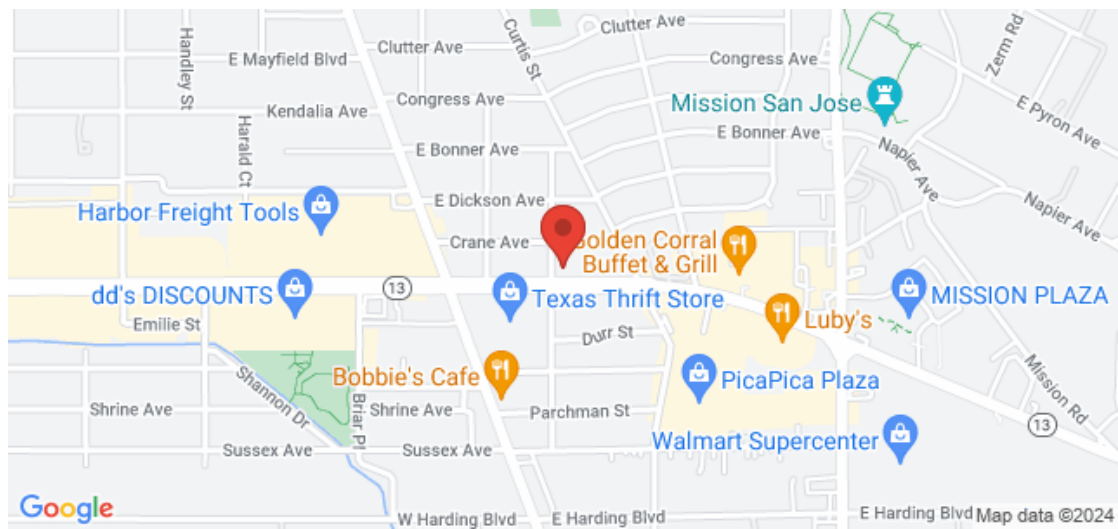 Clutter Ave
Clutter Ave
Curtis St
Congress Ave
Zerm Rd
Handley St
E Mayfield Blvd
Kendalia Ave
Congress Ave
Mission San Jose
E Pyron Ave
Harald Ct
E Bonner Ave
E Bonner Ave
Napier Ave
Napier Ave
Harbor Freight Tools
E Dickson Ave
Crane Ave
Golden Corral
Buffet & Grill
13
dd's DISCOUNTS
Texas Thrift Store
MISSION PLAZA
Emilie St
Durr St
Luby's
Bobbie's Cafe
PicaPica Plaza
Mission Rd
Shannon Dr
Briar Pl
Shrine Ave
Shrine Ave
Parchman St
13
Sussex Ave
Sussex Ave
Walmart Supercenter
Google
W Harding Blvd
E Harding Blvd
E Harding Blvd
Map data ©2024